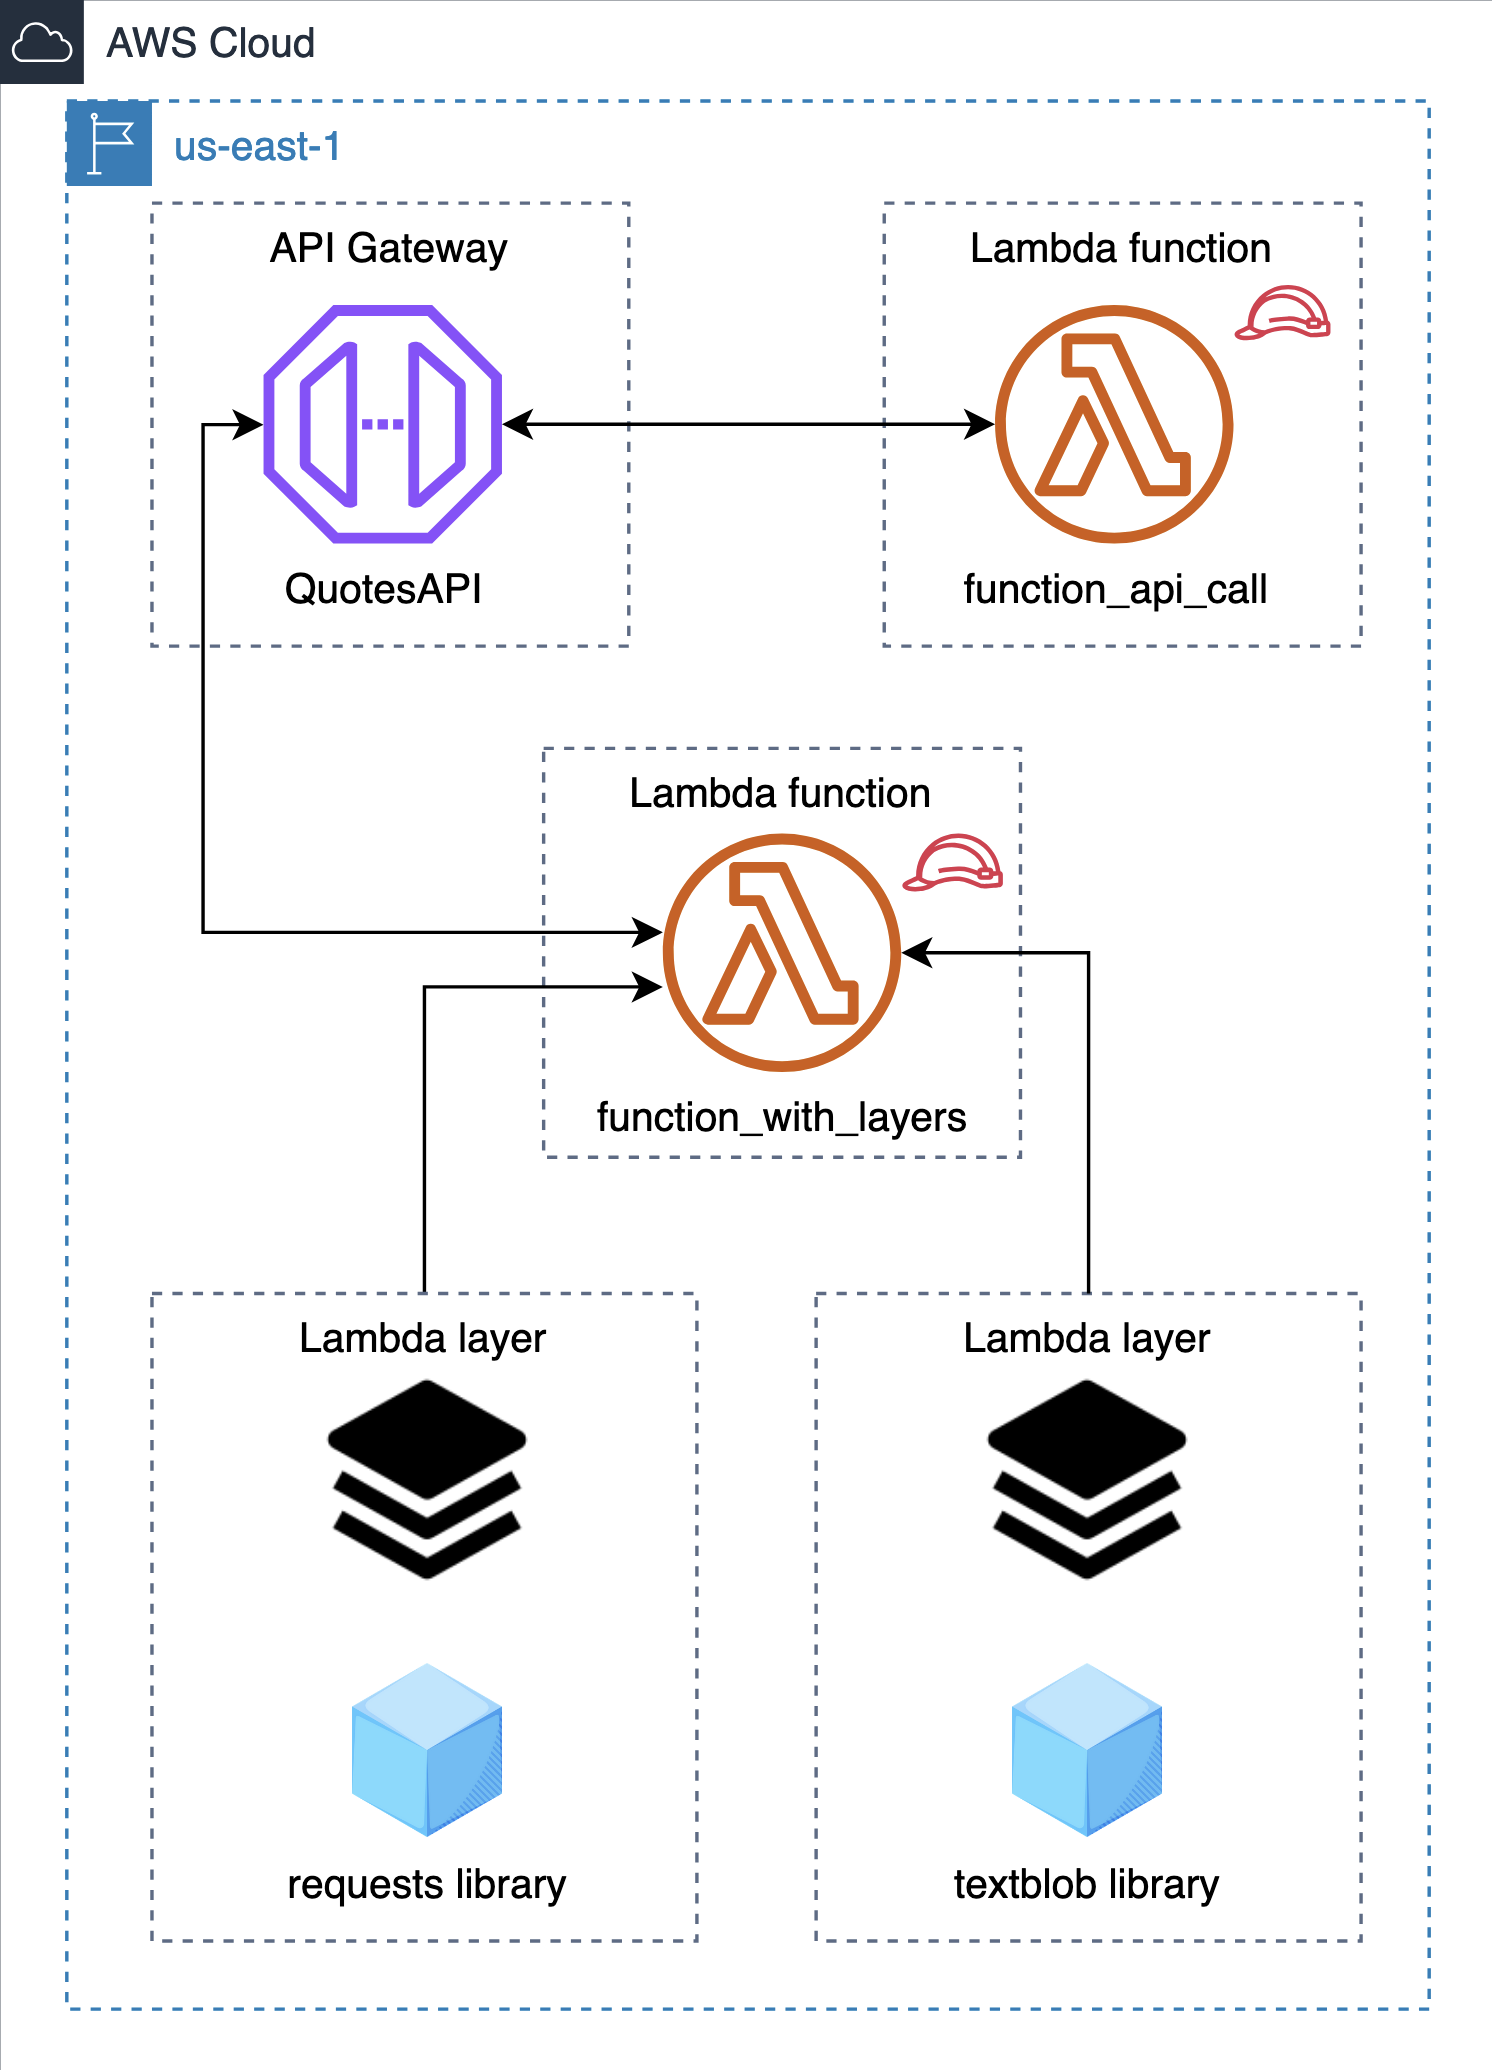 AWS Cloud
us-east-1
API Gateway
QuotesAPI
Lambda function
function_api_call
Lambda function
function_with_layers
Lambda layer
requests library
Lambda layer
textblob library